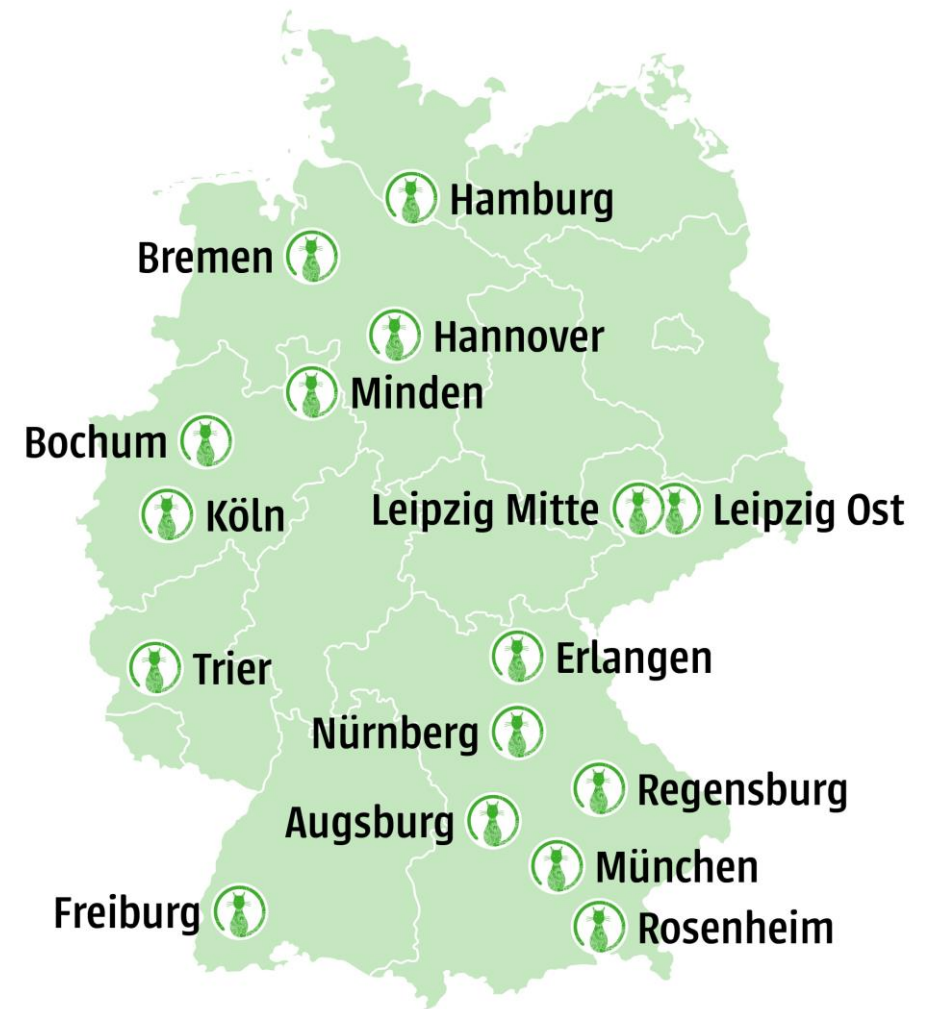 Hamburg
Bremen
Hannover
Minden
Bochum
Köln
Leipzig Mitte
Leipzig Ost
Trier
Erlangen
Nürnberg
Regensburg
Augsburg
München
Freiburg
Rosenheim